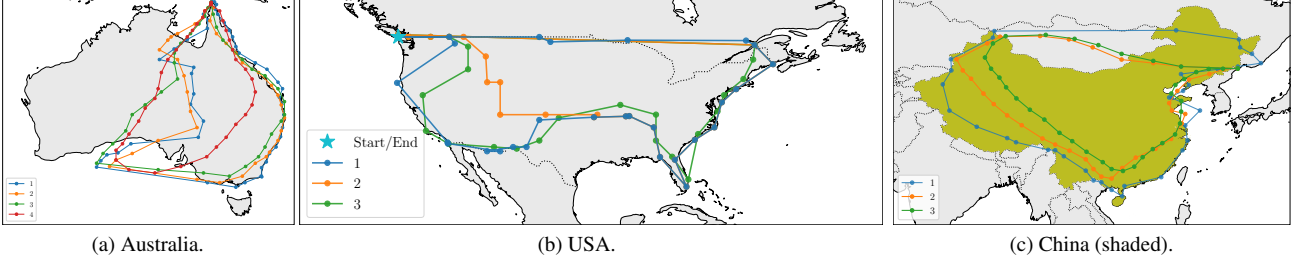 1
2
3
4
(a) Australia.
Start/End
1
2
3
(b) USA.
1
2
3
(c) China (shaded).